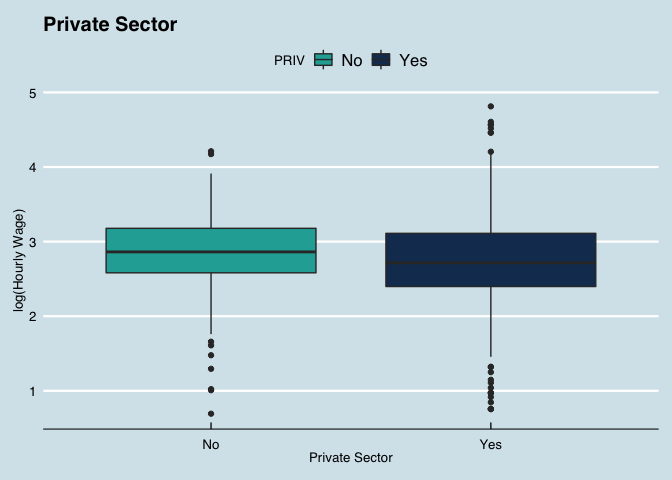 Private Sector
PRIV No Yes
5
4
3
2
1
log(Hourly Wage)
No Yes
Private Sector